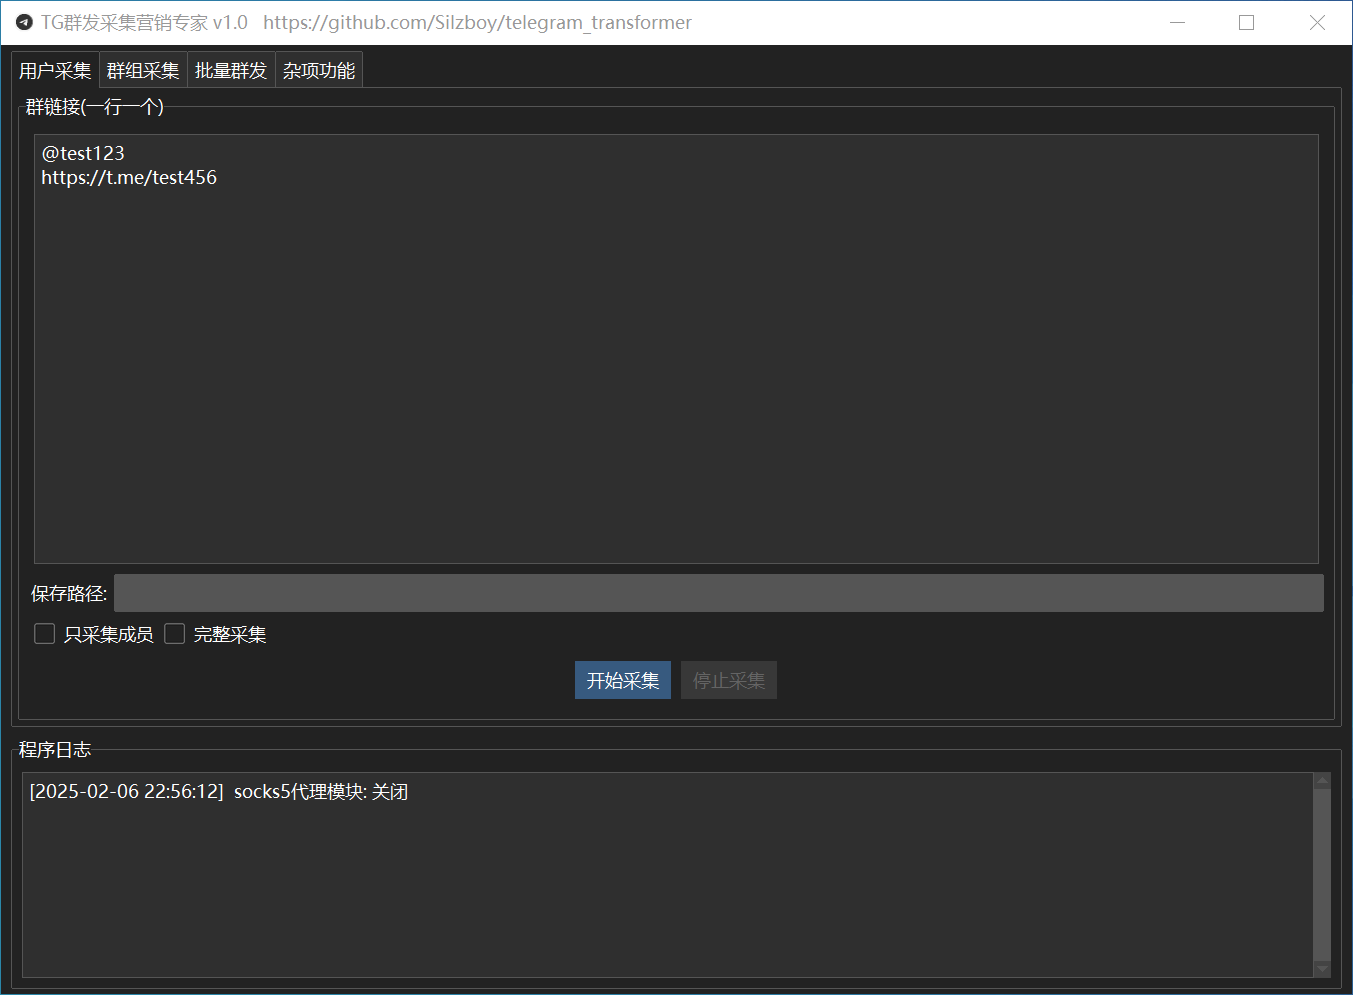 TG群发采集营销专家 v1.0 https://github.com/Silzboy/telegram_transformer
用户采集 群组采集 批量群发 杂项功能
群链接(一行一个)
@test123
https://t.me/test456
保存路径:
只采集成员 完整采集
开始采集 停止采集
程序日志
[2025-02-06 22:56:12] socks5代理模块: 关闭